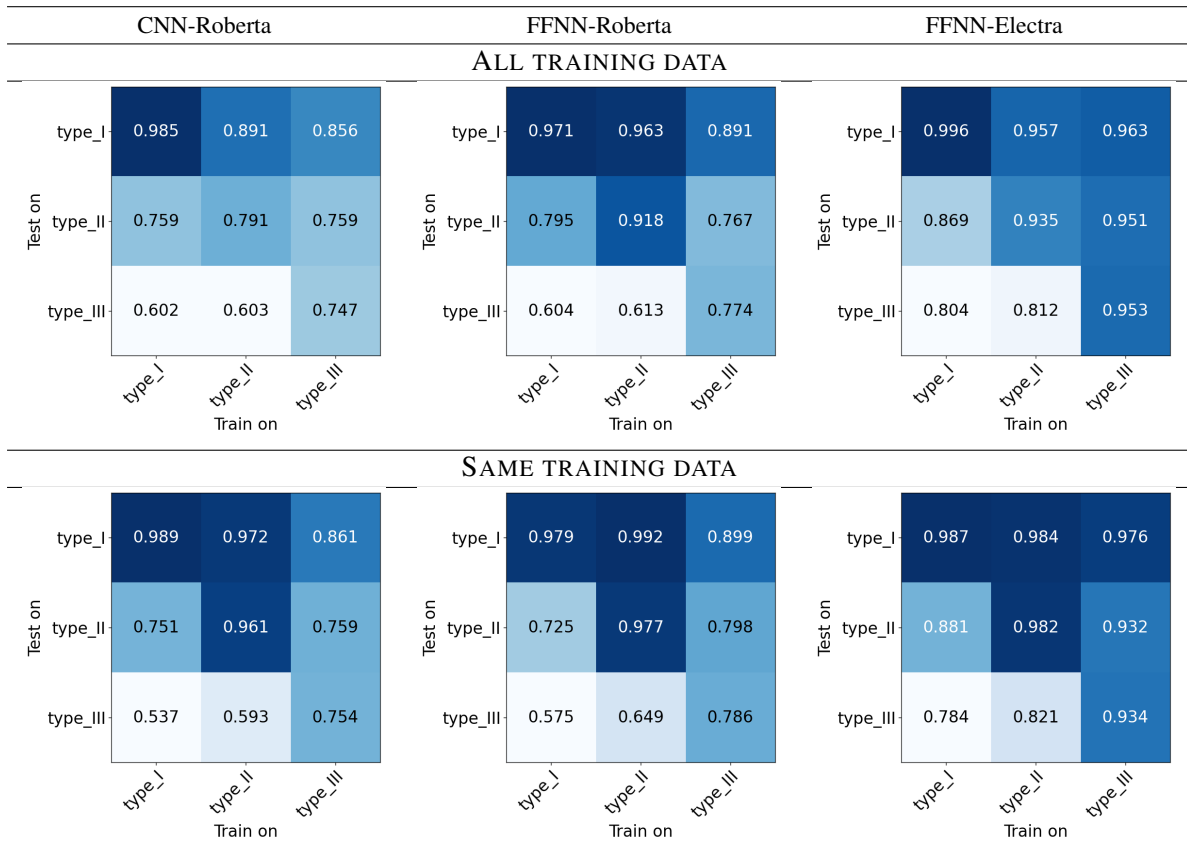 CNN-Roberta FFNN-Roberta FFNN-Electra
ALL TRAINING DATA
type_I 0.985 0.891 0.856 type_I 0.971 0.963 0.891 type_I 0.996 0.957 0.963
Test on type_II 0.759 0.791 0.759 Test on type_II 0.795 0.918 0.767 Test on type_II 0.869 0.935 0.951
type_III 0.602 0.603 0.747 type_III 0.604 0.613 0.774 type_III 0.804 0.812 0.953
type_I type_II type_III type_I type_II type_III type_I type_II type_III
Train on Train on Train on
SAME TRAINING DATA
type_I 0.989 0.972 0.861 type_I 0.979 0.992 0.899 type_I 0.987 0.984 0.976
Test on type_II 0.751 0.961 0.759 Test on type_II 0.725 0.977 0.798 Test on type_II 0.881 0.982 0.932
type_III 0.537 0.593 0.754 type_III 0.575 0.649 0.786 type_III 0.784 0.821 0.934
type_I type_II type_III type_I type_II type_III type_I type_II type_III
Train on Train on Train on